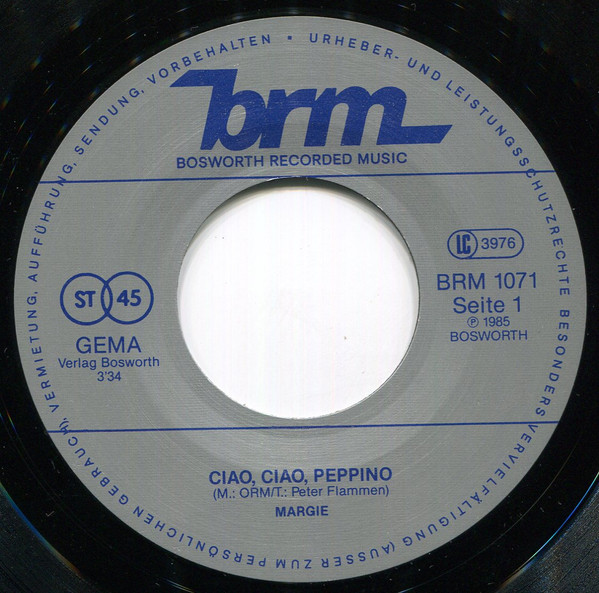 URHEBER- UND LEISTUNGSSCHUTZRECHTE BESONDERS VERVIELFÄLTIGUNG (AUSSER ZUM PERSÖNLICHEN GEBRAUCH), VERMIETUNG, AUFFÜHRUNG, SENDUNG, VORBEHALTEN •
brm
BOSWORTH RECORDED MUSIC
LC 3976
BRM 1071
Seite 1
℗ 1985
BOSWORTH
ST 45
GEMA
Verlag Bosworth
3'34
CIAO, CIAO, PEPPINO
(M.: ORM/T.: Peter Flammen)
MARGIE